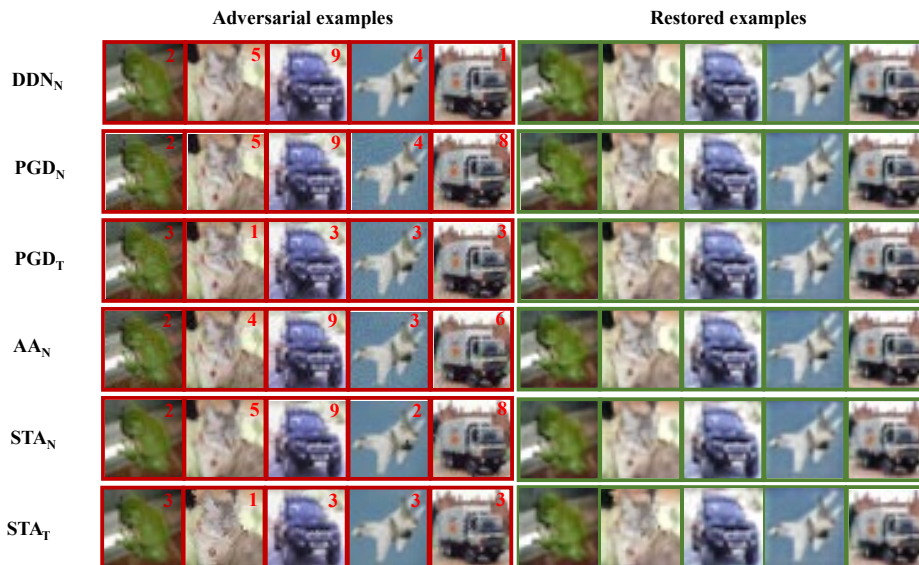 Adversarial examples Restored examples
DDN_N 2 5 9 4 1
PGD_N 2 5 9 4 8
PGD_T 3 1 3 3 3
AA_N 2 4 9 3 6
STA_N 2 5 9 2 8
STA_T 3 1 3 3 3